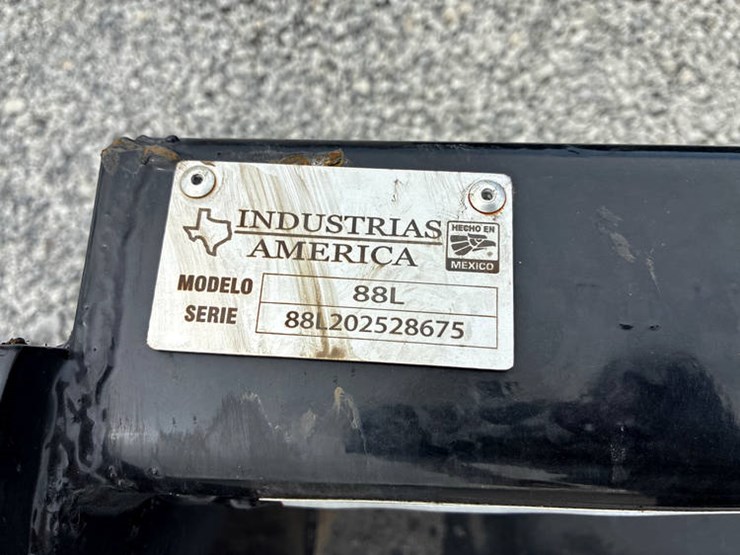 INDUSTRIAS
AMERICA
HECHO EN
MEXICO
MODELO 88L
SERIE 88L202528675